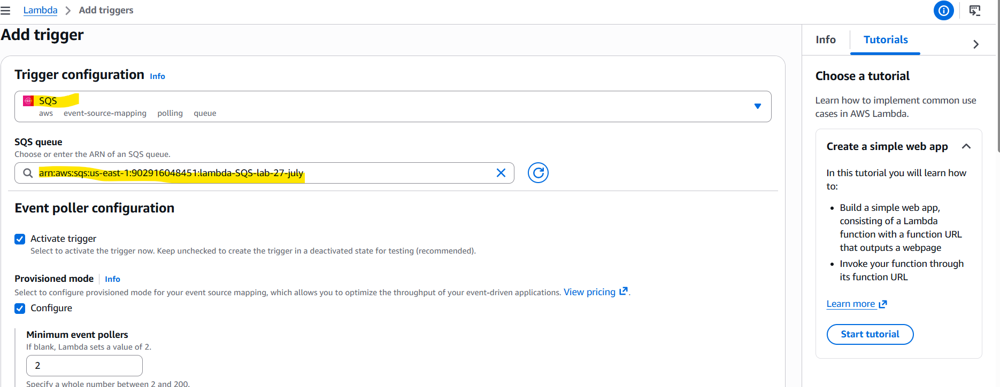 Lambda > Add triggers
Add trigger
Trigger configuration Info
SQS
aws event-source-mapping polling queue
SQS queue
Choose or enter the ARN of an SQS queue.
arn:aws:sqs:us-east-1:902916048451:lambda-SQS-lab-27-july
Event poller configuration
Activate trigger
Select to activate the trigger now. Keep unchecked to create the trigger in a deactivated state for testing (recommended).
Provisioned mode Info
Select to configure provisioned mode for your event source mapping, which allows you to optimize the throughput of your event-driven applications. View pricing.
Configure
Minimum event pollers
If blank, Lambda sets a value of 2.
2
Specify a whole number between 2 and 200.
Info Tutorials
Choose a tutorial
Learn how to implement common use
cases in AWS Lambda.
Create a simple web app
In this tutorial you will learn how
to:
• Build a simple web app,
consisting of a Lambda
function with a function URL
that outputs a webpage
• Invoke your function through
its function URL
Learn more
Start tutorial